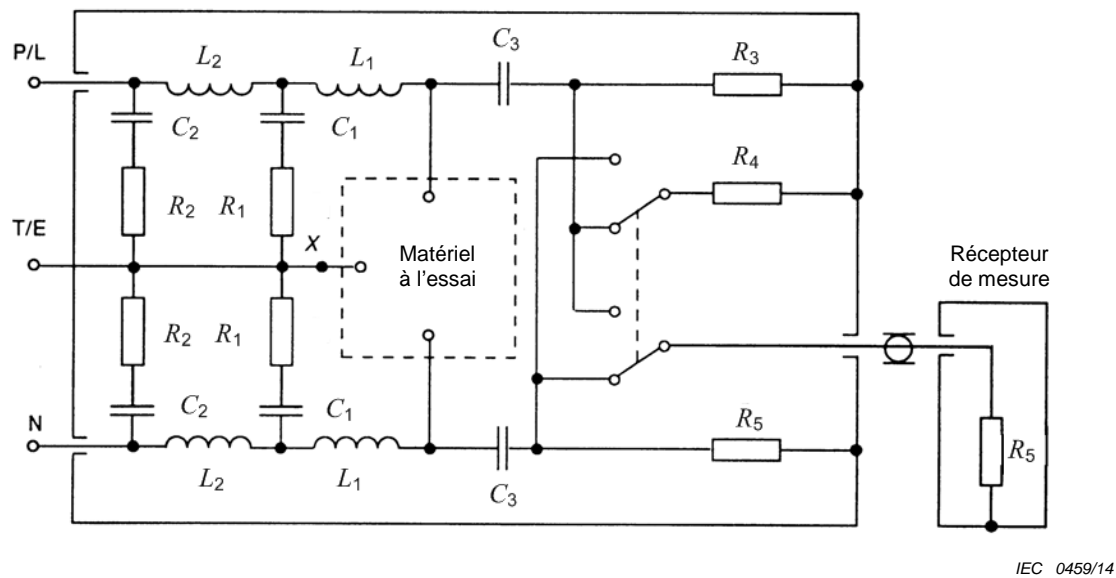 P/L
L2
L1
C3
R3
C2
C1
R4
R2
R1
T/E
X
Matériel
à l'essai
Récepteur
de mesure
R2
R1
C2
C1
N
R5
R5
L2
L1
C3
IEC 0459/14